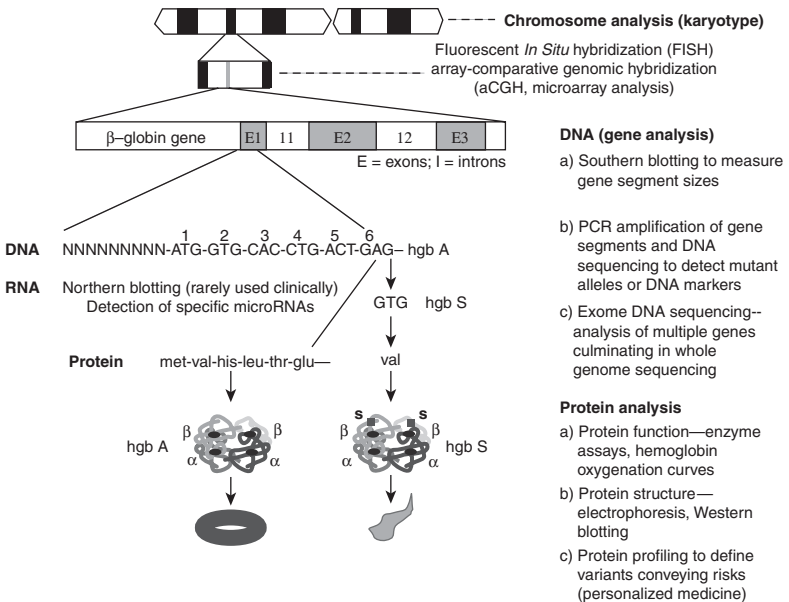 Chromosome analysis (karyotype)
Fluorescent In Situ hybridization (FISH)
array-comparative genomic hybridization
(aCGH, microarray analysis)
β–globin gene E1 11 E2 12 E3
E = exons; I = introns
DNA (gene analysis)
a) Southern blotting to measure
gene segment sizes
b) PCR amplification of gene
segments and DNA
sequencing to detect mutant
alleles or DNA markers
c) Exome DNA sequencing--
analysis of multiple genes
culminating in whole
genome sequencing
Protein analysis
a) Protein function—enzyme
assays, hemoglobin
oxygenation curves
b) Protein structure—
electrophoresis, Western
blotting
c) Protein profiling to define
variants conveying risks
(personalized medicine)
1 2 3 4 5 6
DNA NNNNNNNNN-ATG-GTG-CAC-CTG-ACT-GAG– hgb A
RNA Northern blotting (rarely used clinically)
Detection of specific microRNAs
GTG hgb S
Protein met-val-his-leu-thr-glu— val
hgb A β β α α
s s β β hgb S α α